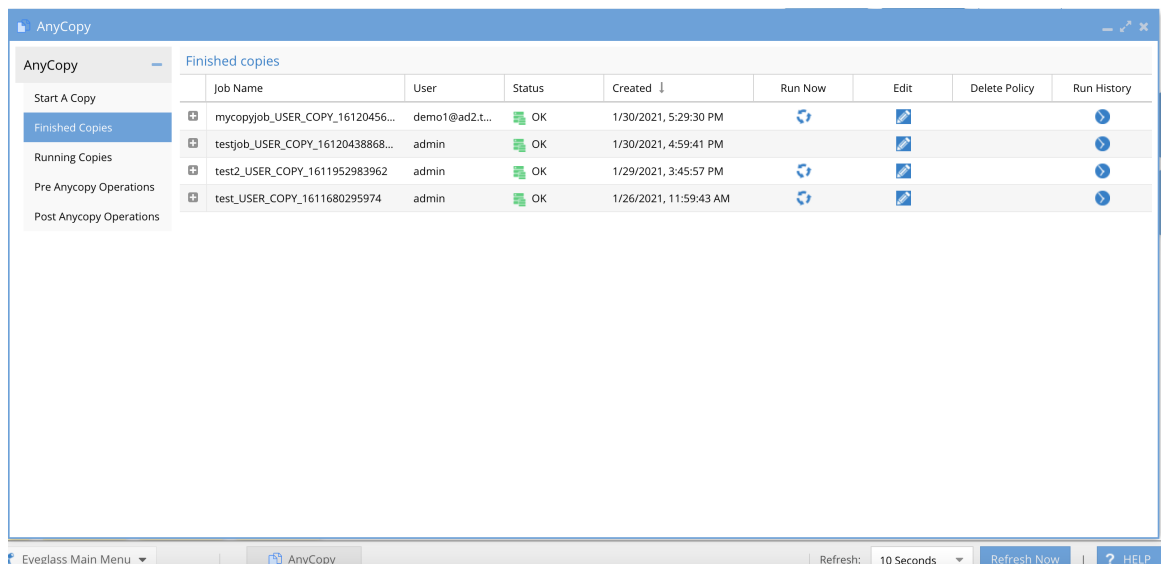 AnyCopy
AnyCopy
Start A Copy
Finished Copies
Running Copies
Pre Anycopy Operations
Post Anycopy Operations
Finished copies
Job Name User Status Created ↓ Run Now Edit Delete Policy Run History
mycopyjob_USER_COPY_16120456... demo1@ad2.t... OK 1/30/2021, 5:29:30 PM
testjob_USER_COPY_16120438868... admin OK 1/30/2021, 4:59:41 PM
test2_USER_COPY_1611952983962 admin OK 1/29/2021, 3:45:57 PM
test_USER_COPY_1611680295974 admin OK 1/26/2021, 11:59:43 AM
Eyeglass Main Menu AnyCopy Refresh: 10 Seconds Refresh Now | ? HELP